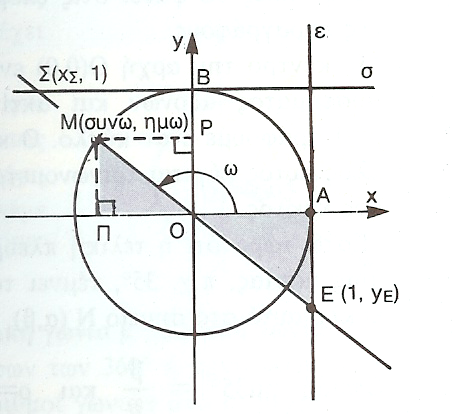 y
ε
Σ(xΣ, 1)
B
σ
M(συνω, ημω)
P
ω
A
x
Π
O
E (1, yE)